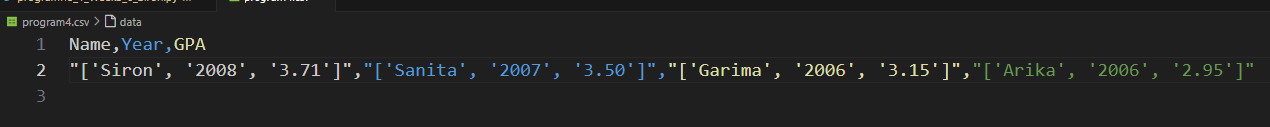 program4.csv > data
1 Name,Year,GPA
2 "['Siron', '2008', '3.71']","['Sanita', '2007', '3.50']","['Garima', '2006', '3.15']","['Arika', '2006', '2.95']"
3